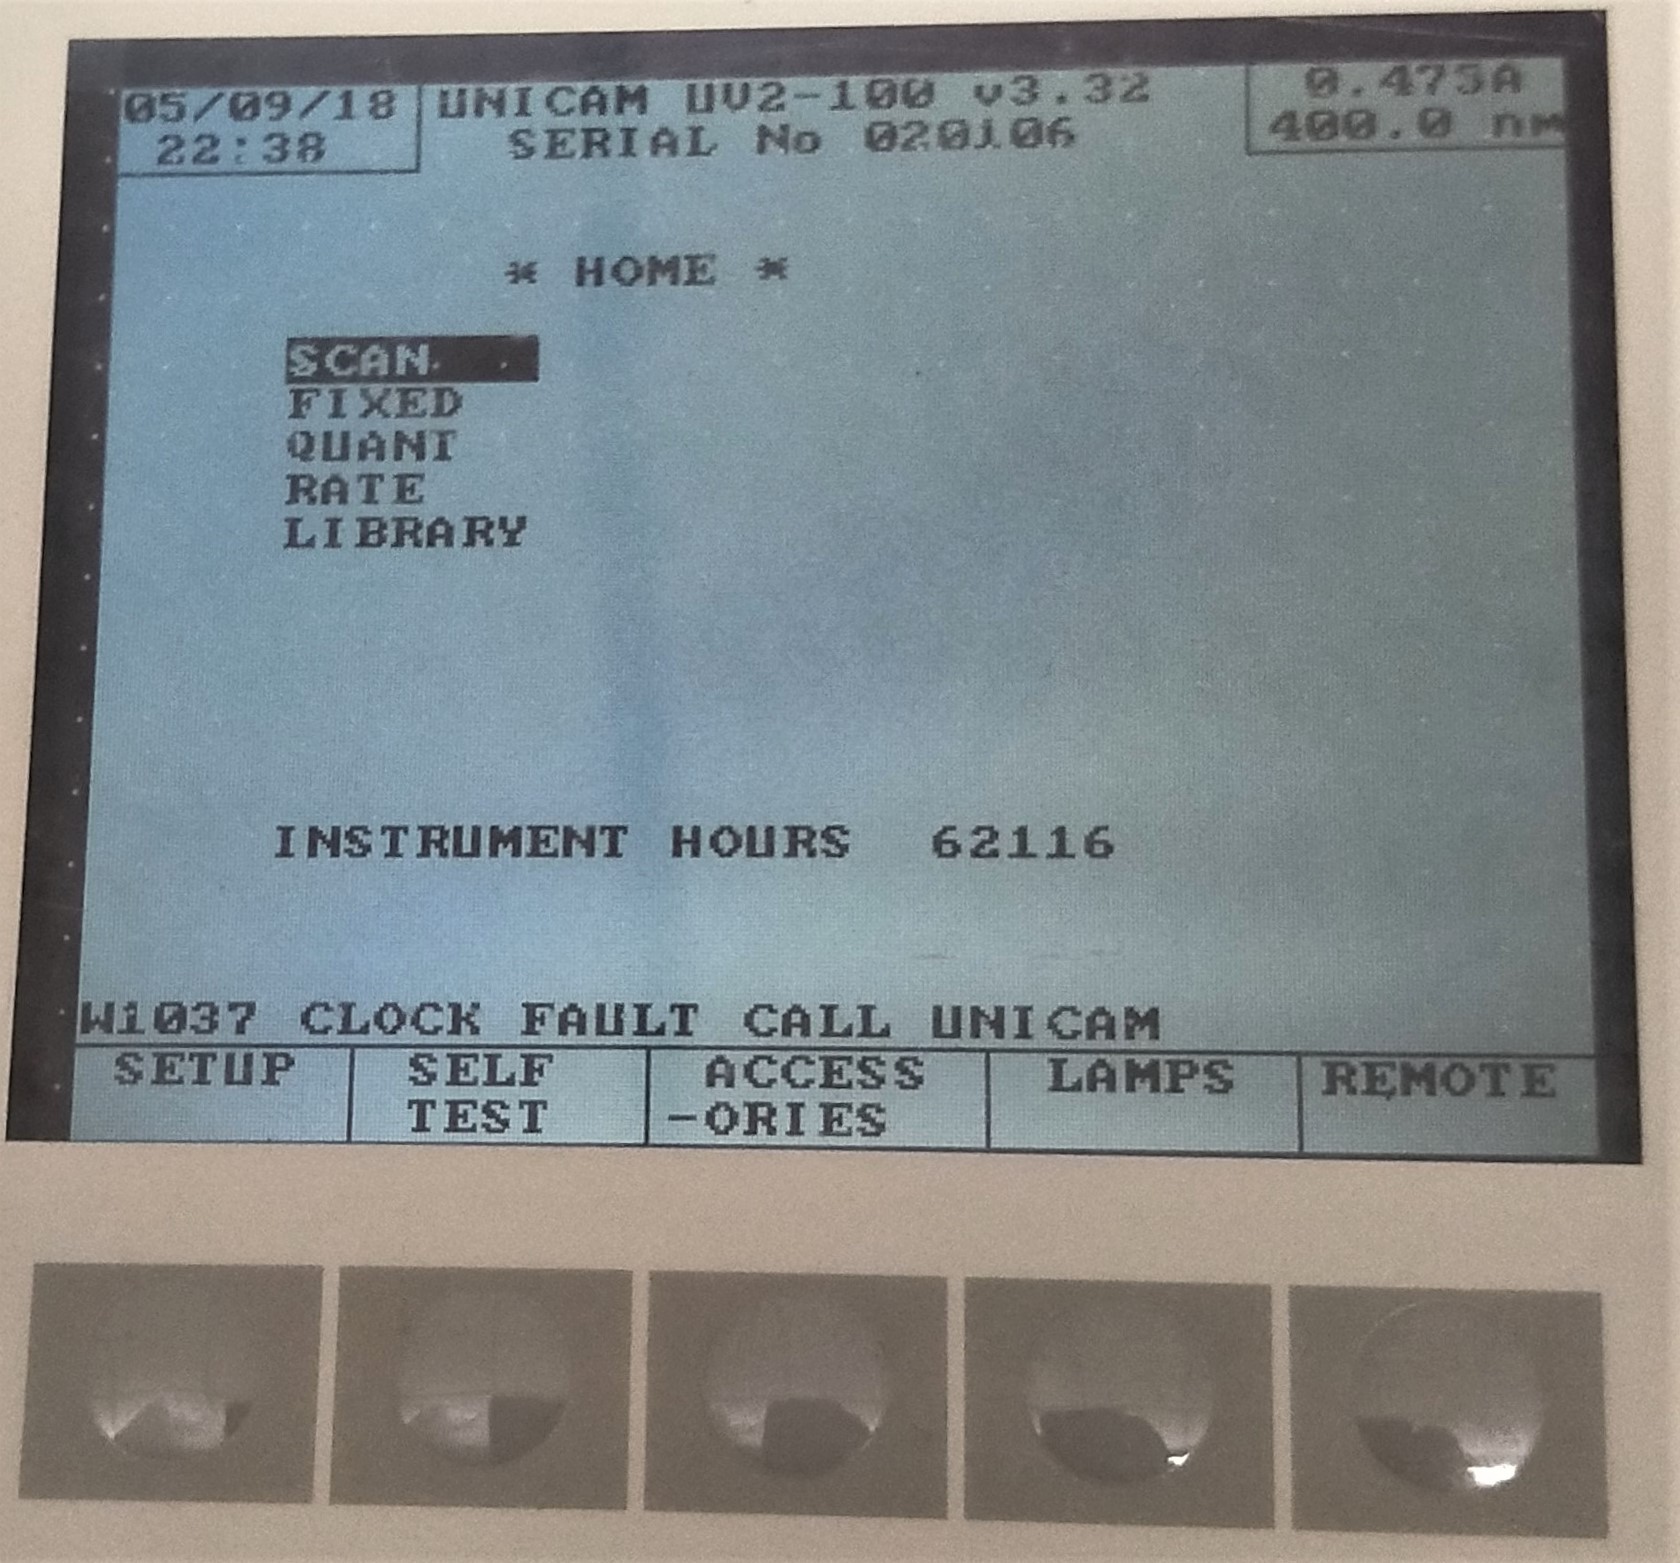 05/09/18
22:38
UNICAM UV2-100 v3.32
SERIAL No 020106
0.473A
400.0 nm
* HOME *
SCAN
FIXED
QUANT
RATE
LIBRARY
INSTRUMENT HOURS 62116
W1037 CLOCK FAULT CALL UNICAM
SETUP
SELF
TEST
ACCESS
-ORIES
LAMPS
REMOTE